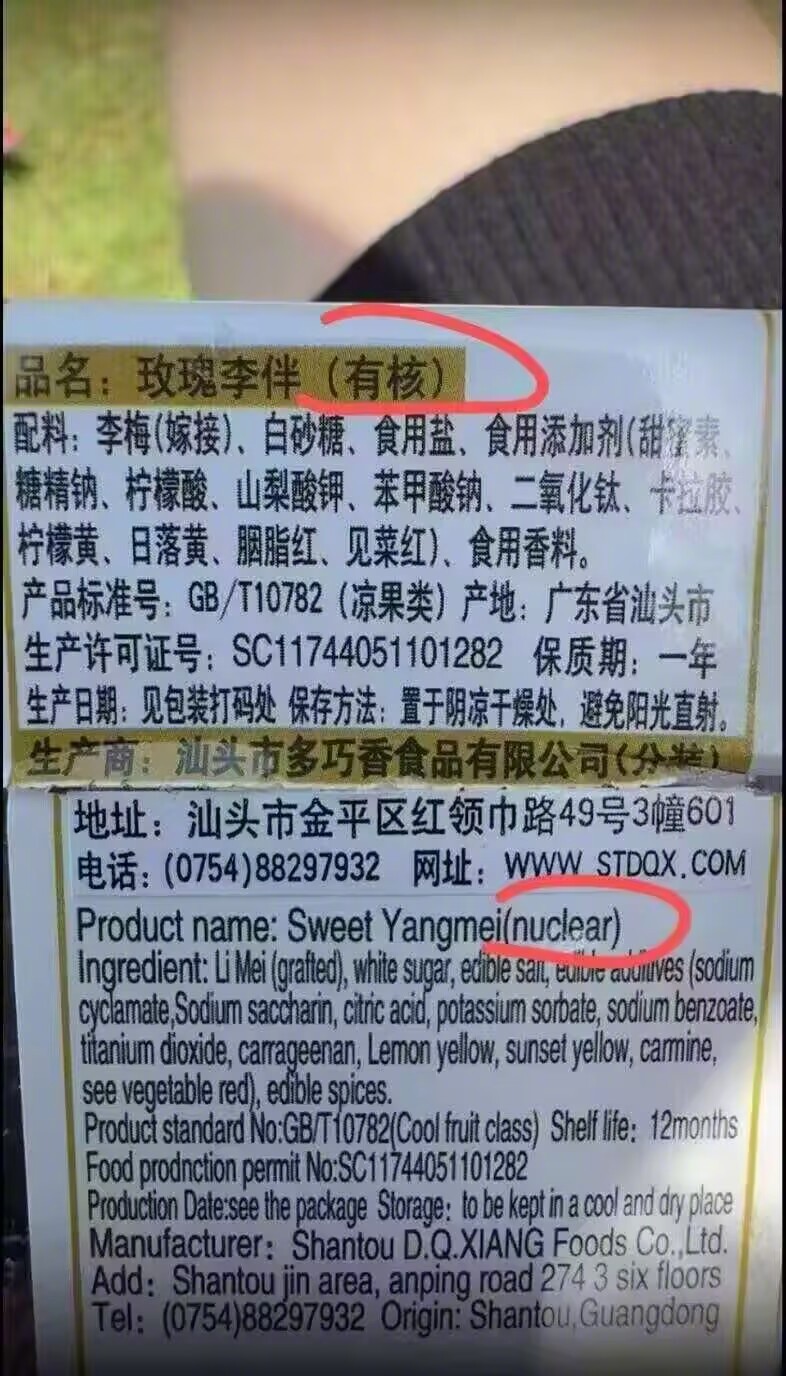 品名：玫瑰李伴（有核）
配料：李梅(嫁接)、白砂糖、食用盐、食用添加剂(甜蜜素、
糖精钠、柠檬酸、山梨酸钾、苯甲酸钠、二氧化钛、卡拉胶、
柠檬黄、日落黄、胭脂红、见菜红)、食用香料。
产品标准号：GB/T10782（凉果类）产地：广东省汕头市
生产许可证号：SC11744051101282 保质期：一年
生产日期：见包装打码处 保存方法：置于阴凉干燥处，避免阳光直射。
生产商：汕头市多巧香食品有限公司(分装)
地址：汕头市金平区红领巾路49号3幢601
电话：(0754)88297932 网址：WWW.STDQX.COM
Product name: Sweet Yangmei(nuclear)
Ingredient: Li Mei (grafted), white sugar, edible salt, edible additives (sodium
cyclamate,Sodium saccharin, citric acid, potassium sorbate, sodium benzoate,
titanium dioxide, carrageenan, Lemon yellow, sunset yellow, carmine,
see vegetable red), edible spices.
Product standard No:GB/T10782(Cool fruit class) Shelf life: 12months
Food prodnction permit No:SC11744051101282
Production Date:see the package Storage: to be kept in a cool and dry place
Manufacturer: Shantou D.Q.XIANG Foods Co.,Ltd.
Add: Shantou jin area, anping road 274 3 six floors
Tel: (0754)88297932 Origin: Shantou,Guangdong